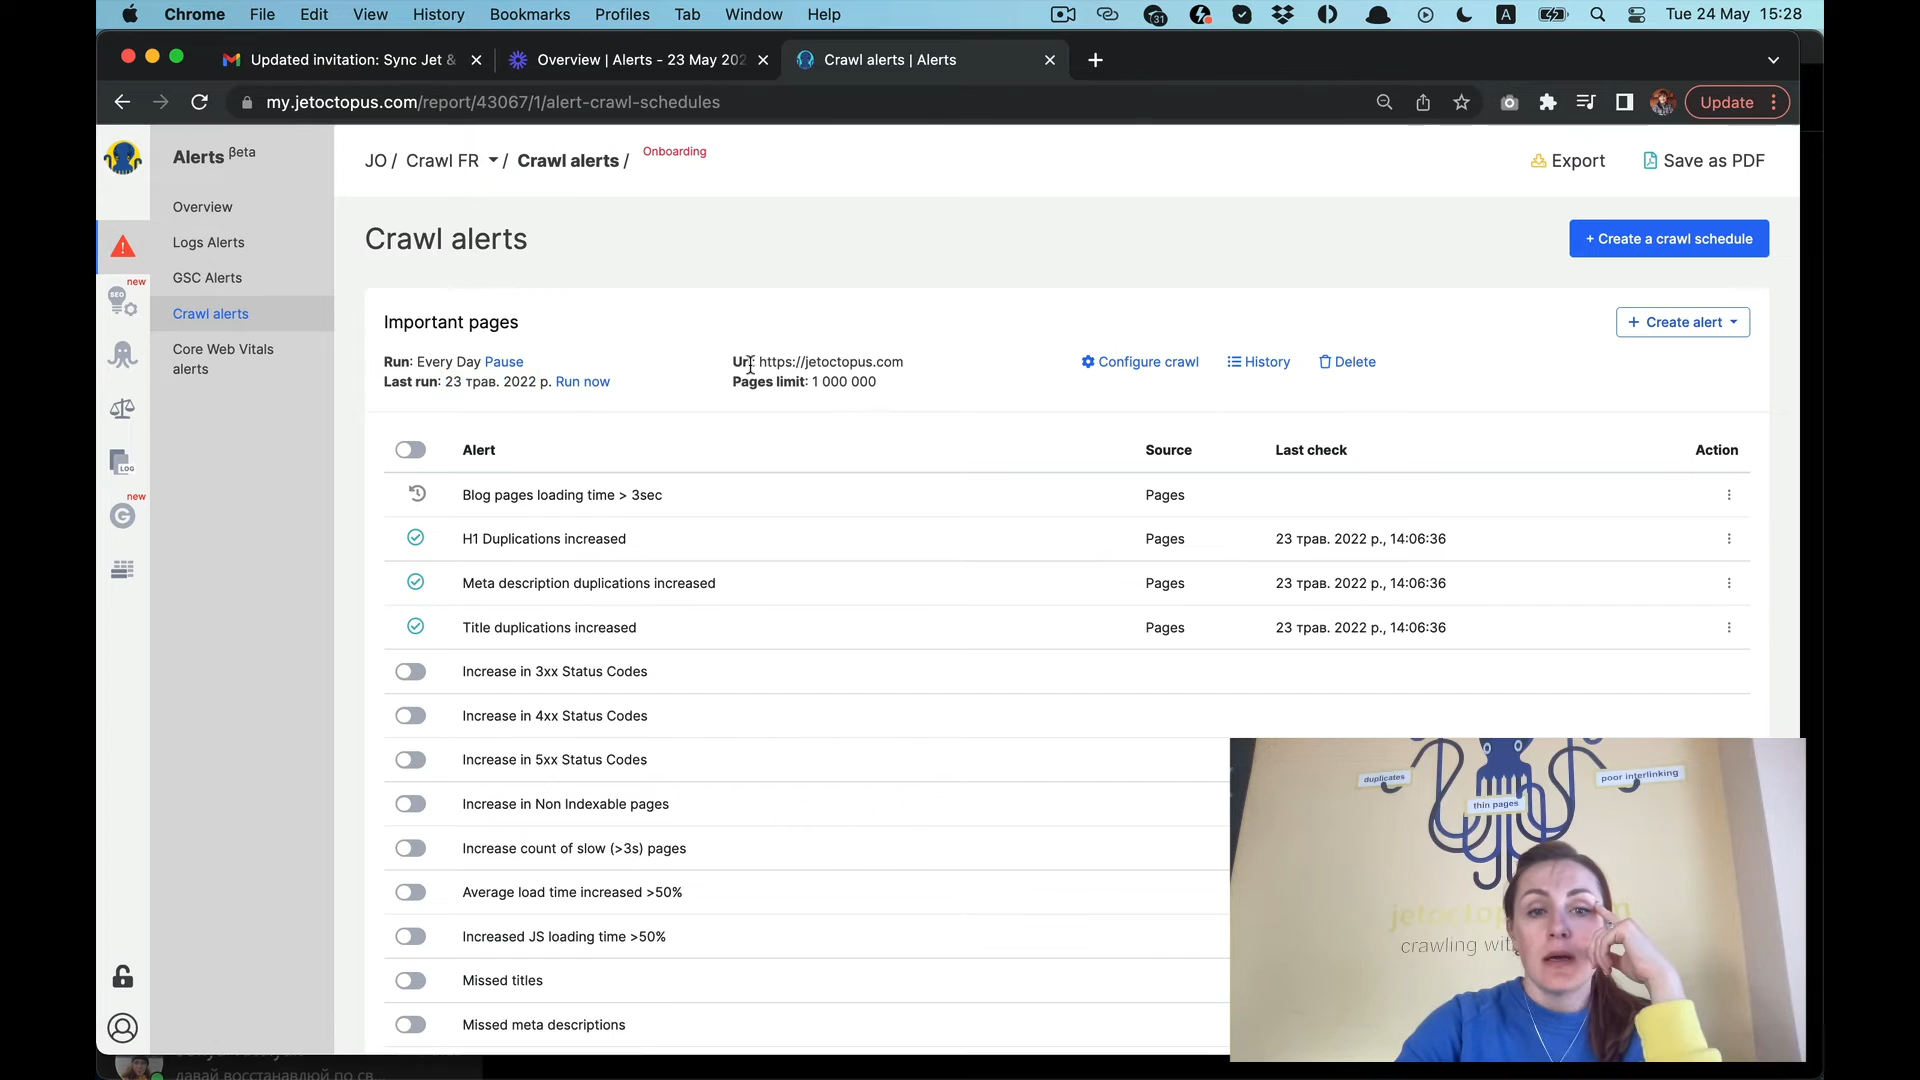 Chrome File Edit View History Bookmarks Profiles Tab Window Help
31
A
Tue 24 May 15:28
Updated invitation: Sync Jet &
Overview | Alerts - 23 May 202
Crawl alerts | Alerts
my.jetoctopus.com/report/43067/1/alert-crawl-schedules
Update
Alerts Beta
Overview
Logs Alerts
GSC Alerts
Crawl alerts
Core Web Vitals
alerts
new
SEO
LOG
new
G
JO / Crawl FR / Crawl alerts /
Onboarding
Export
Save as PDF
Crawl alerts
+ Create a crawl schedule
Important pages
+ Create alert
Run: Every Day Pause
Last run: 23 трав. 2022 р. Run now
Url: https://jetoctopus.com
Pages limit: 1 000 000
Configure crawl
History
Delete
Alert Source Last check Action
Blog pages loading time > 3sec Pages
H1 Duplications increased Pages 23 трав. 2022 р., 14:06:36
Meta description duplications increased Pages 23 трав. 2022 р., 14:06:36
Title duplications increased Pages 23 трав. 2022 р., 14:06:36
Increase in 3xx Status Codes
Increase in 4xx Status Codes
Increase in 5xx Status Codes
Increase in Non Indexable pages
Increase count of slow (>3s) pages
Average load time increased >50%
Increased JS loading time >50%
Missed titles
Missed meta descriptions
duplicates
poor interlinking
thin pages
crawling wit